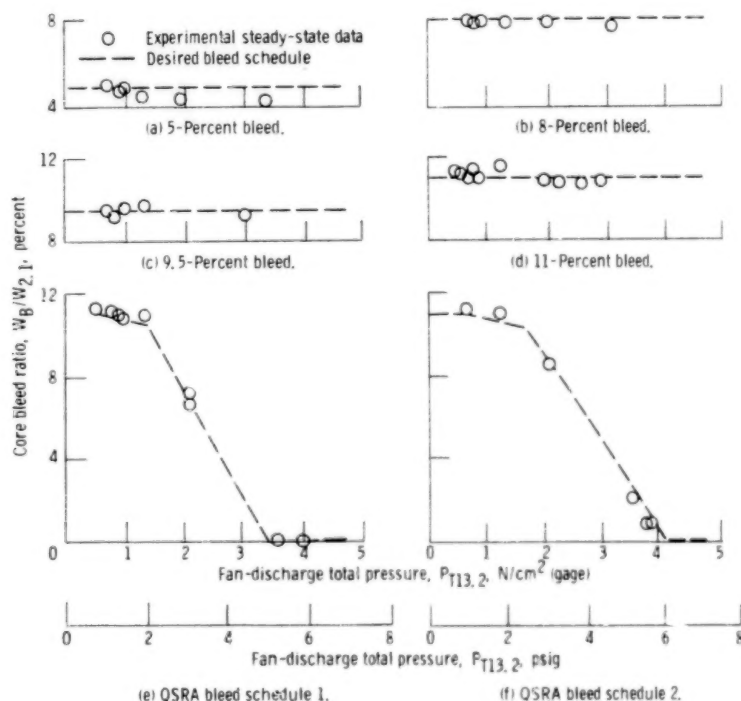 8
4
Experimental steady-state data
Desired bleed schedule
(a) 5-Percent bleed.
(b) 8-Percent bleed.
12
8
(c) 9.5-Percent bleed.
(d) 11-Percent bleed.
Core bleed ratio, W_B/W_2.1, percent
12
8
4
0
1 2 3 4 5
0 1 2 3 4 5
Fan-discharge total pressure, P_T13.2, N/cm² (gage)
0 2 4 6 8
0 2 4 6 8
Fan-discharge total pressure, P_T13.2, psig
(e) QSRA bleed schedule 1.
(f) QSRA bleed schedule 2.